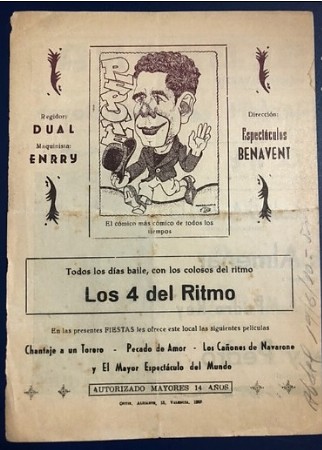 Regidor:
DUAL
Maquinista:
ENRRY
Dirección:
Espectáculos
BENAVENT
El cómico más cómico de todos los
tiempos
Todos los días baile, con los colosos del ritmo
Los 4 del Ritmo
En las presentes FIESTAS les ofrece este local las siguientes películas
Chantaje a un Torero - Pecado de Amor - Los Cañones de Navarone
y El Mayor Espectáculo del Mundo
AUTORIZADO MAYORES 14 AÑOS